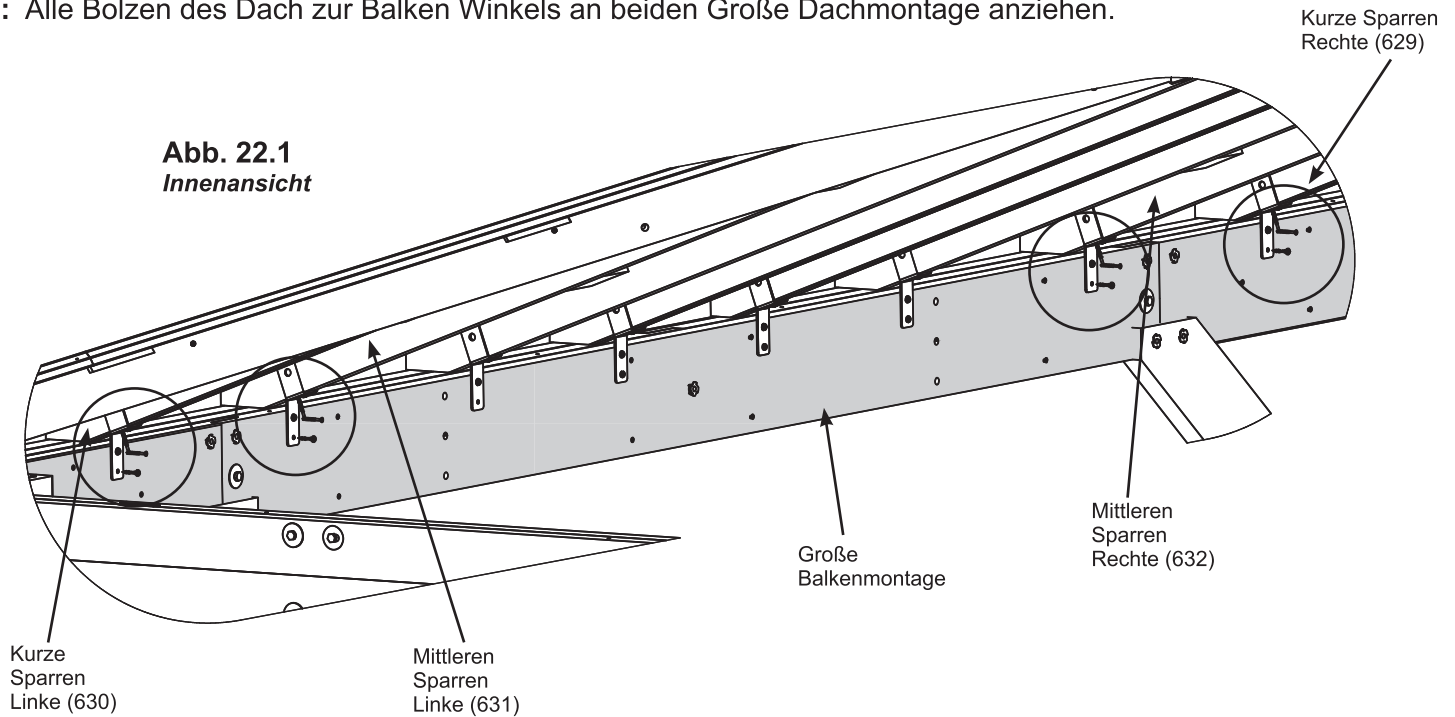 : Alle Bolzen des Dach zur Balken Winkels an beiden Große Dachmontage anziehen.
Kurze Sparren
Rechte (629)
Abb. 22.1
Innenansicht
Mittleren
Sparren
Rechte (632)
Große
Balkenmontage
Kurze
Sparren
Linke (630)
Mittleren
Sparren
Linke (631)